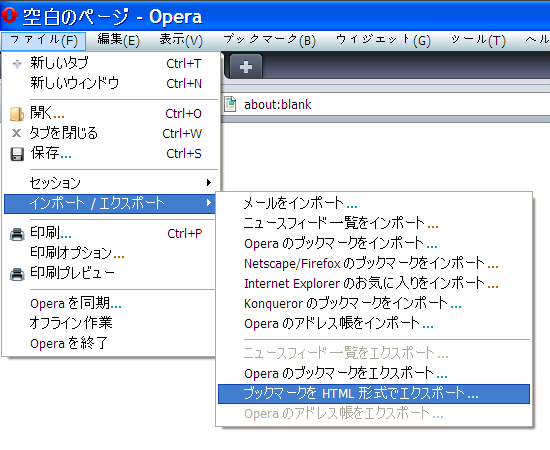 空白のページ - Opera
ファイル(F) 編集(E) 表示(V) ブックマーク(B) ウィジェット(G) ツール(T) ヘル
新しいタブ Ctrl+T
新しいウィンドウ Ctrl+N
about:blank
開く... Ctrl+O
タブを閉じる Ctrl+W
保存... Ctrl+S
セッション
インポート / エクスポート
印刷... Ctrl+P
印刷オプション...
印刷プレビュー
Opera を同期...
オフライン作業
Opera を終了
メールをインポート...
ニュースフィード一覧をインポート...
Opera のブックマークをインポート...
Netscape/Firefox のブックマークをインポート...
Internet Explorer のお気に入りをインポート...
Konqueror のブックマークをインポート...
Opera のアドレス帳をインポート...
ニュースフィード一覧をエクスポート...
Opera のブックマークをエクスポート...
ブックマークを HTML 形式でエクスポート...
Opera のアドレス帳をエクスポート...